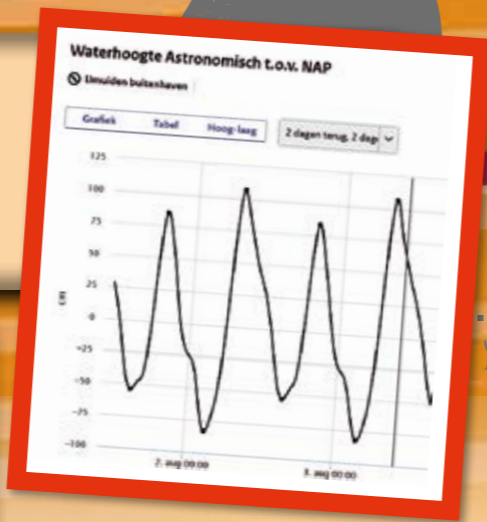 Waterhoogte Astronomisch t.o.v. NAP
IJmuiden buitenhaven
Grafiek Tabel Hoog-laag 2 dagen terug, 2 dage
125
100
75
50
25
0
-25
-50
-75
-100
cm
2. aug 00:00 3. aug 00:00